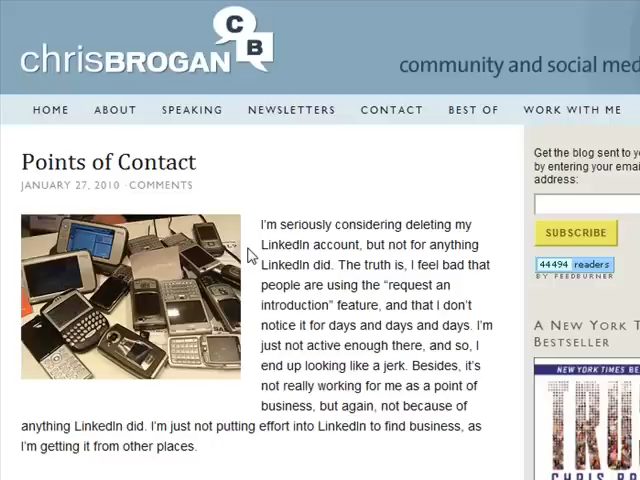 chrisBROGAN
C
B
community and social med
HOME ABOUT SPEAKING NEWSLETTERS CONTACT BEST OF WORK WITH ME
Points of Contact
JANUARY 27, 2010 · COMMENTS
I'm seriously considering deleting my
LinkedIn account, but not for anything
LinkedIn did. The truth is, I feel bad that
people are using the “request an
introduction” feature, and that I don't
notice it for days and days and days. I'm
just not active enough there, and so, I
end up looking like a jerk. Besides, it's
not really working for me as a point of
business, but again, not because of
anything LinkedIn did. I'm just not putting effort into LinkedIn to find business, as
I'm getting it from other places.
Get the blog sent to yo
by entering your email
address:
SUBSCRIBE
44494 readers
BY FEEDBURNER
A NEW YORK T
BESTSELLER
NEW YORK TIMES BE
TRU
CHRIS BROG